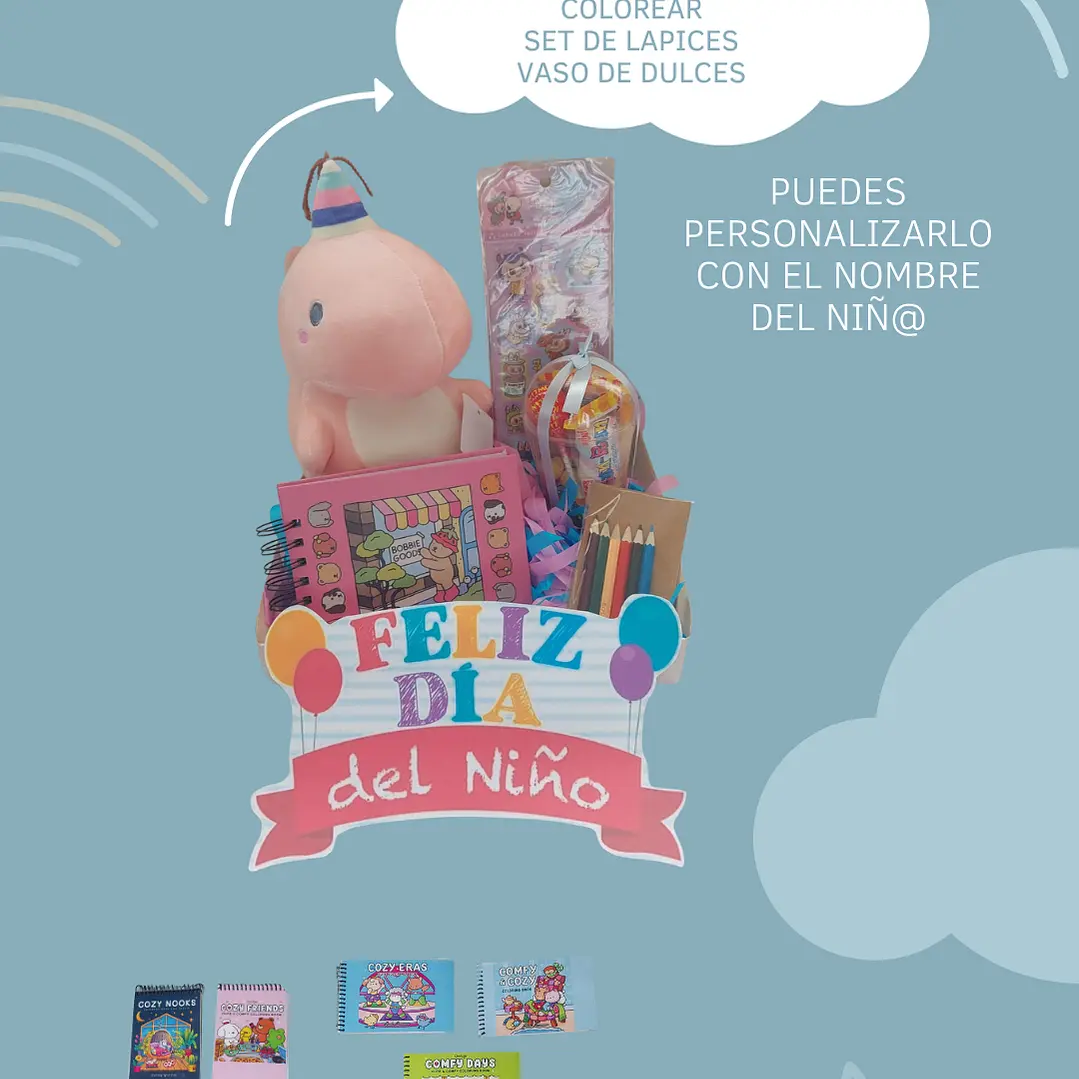 COLOREAR
SET DE LAPICES
VASO DE DULCES
PUEDES
PERSONALIZARLO
CON EL NOMBRE
DEL NIÑ@
BOBBIE
GOODS
FELIZ
DÍA
del Niño
COZY ERAS
COMFY
& COZY
COZY NOOKS
COZY FRIENDS
COMFY DAYS